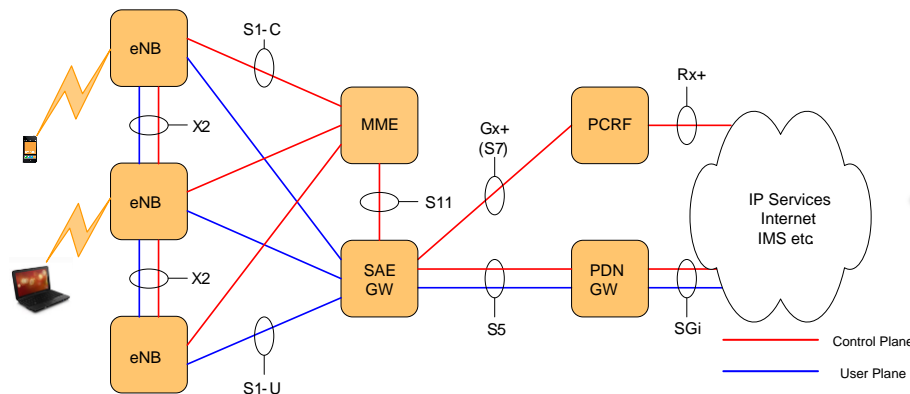 S1-C
eNB
Rx+
MME
Gx+
(S7)
PCRF
X2
eNB
S11
IP Services
Internet
IMS etc
SAE
GW
PDN
GW
X2
S5
SGi
eNB
S1-U
Control Plane
User Plane